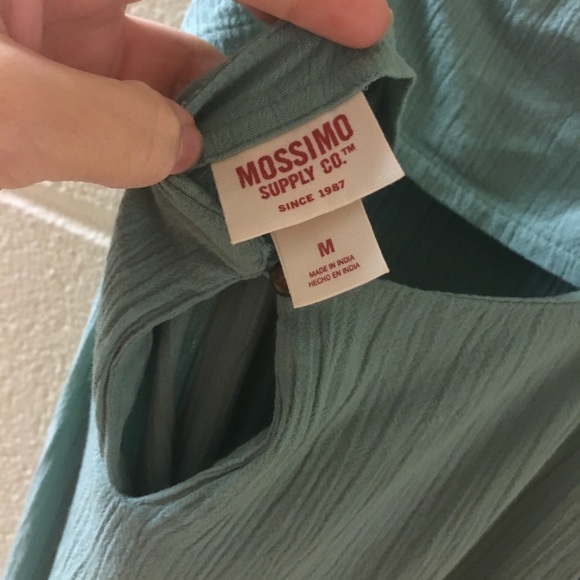 MOSSIMO
SUPPLY CO.™
SINCE 1987
M
MADE IN INDIA
HECHO EN INDIA